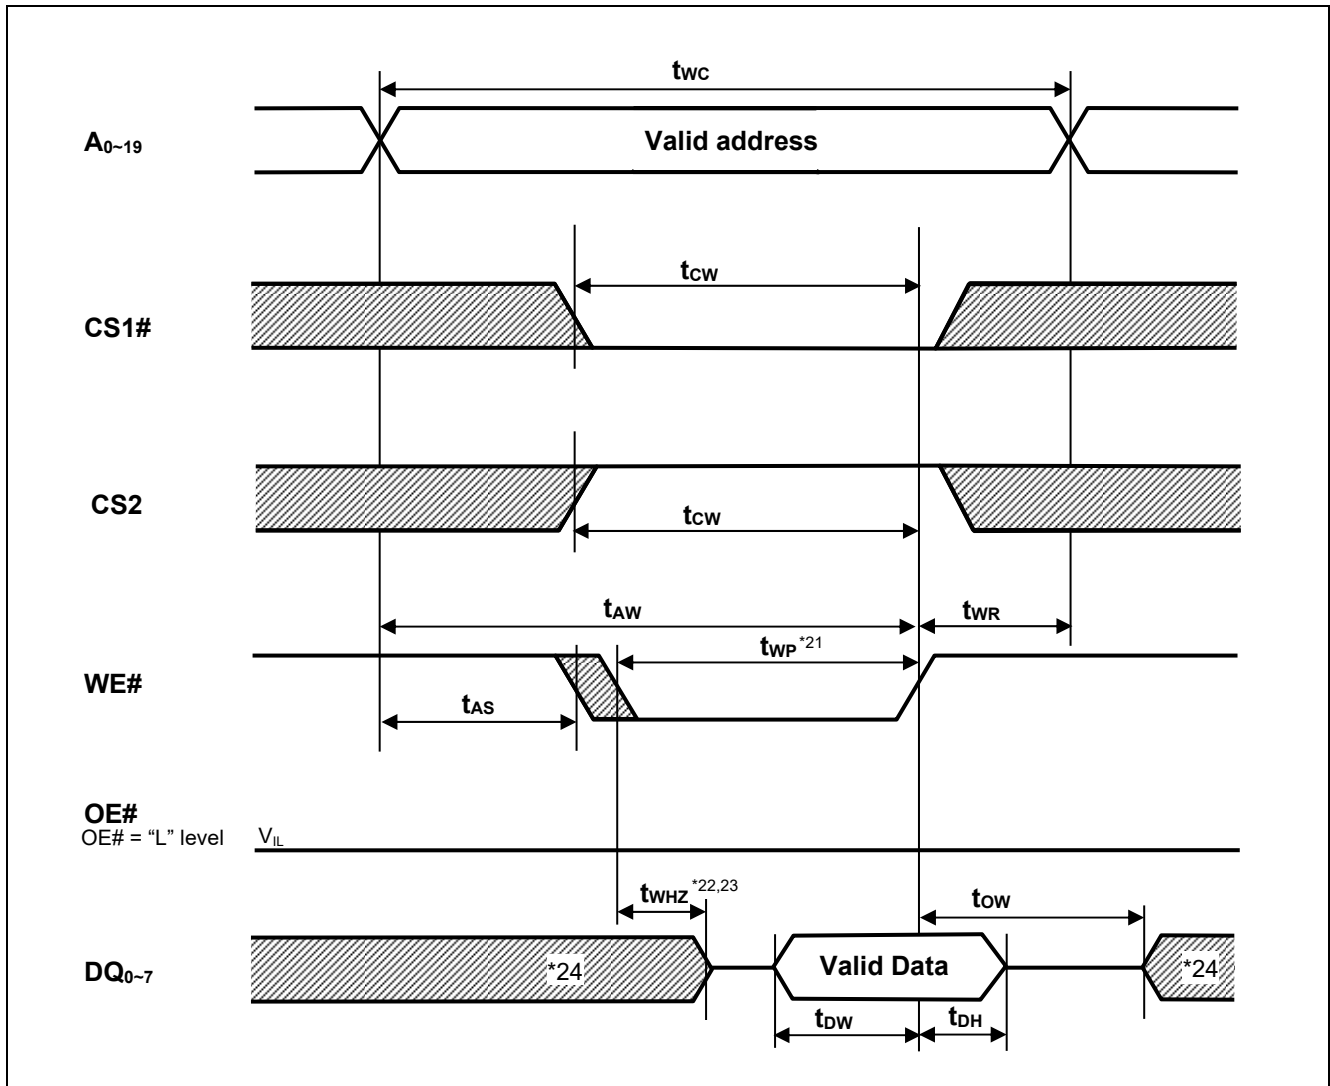 tWC
A0~19
Valid address
tCW
CS1#
CS2
tCW
tAW
tWR
tWP *21
WE#
tAS
OE#
OE# = “L” level VIL
tWHZ *22,23
tOW
DQ0~7
*24
Valid Data
*24
tDW
tDH